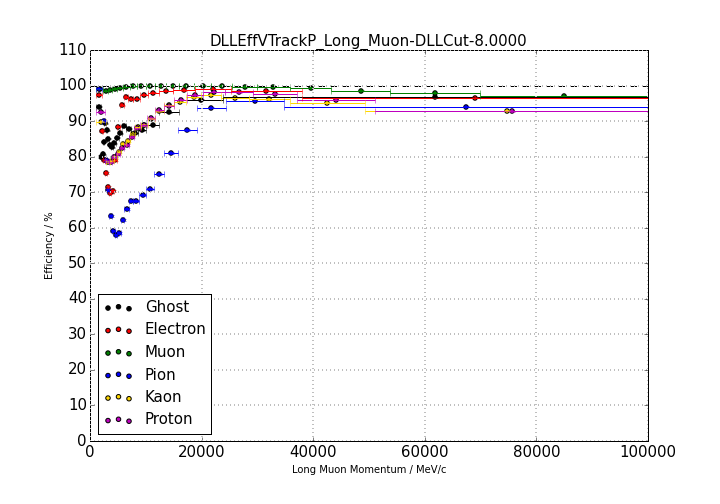 DLLEffVTrackP_Long_Muon-DLLCut-8.0000
110
100
90
80
70
60
50
40
30
20
10
0
Efficiency / %
Ghost
Electron
Muon
Pion
Kaon
Proton
0 20000 40000 60000 80000 100000
Long Muon Momentum / MeV/c